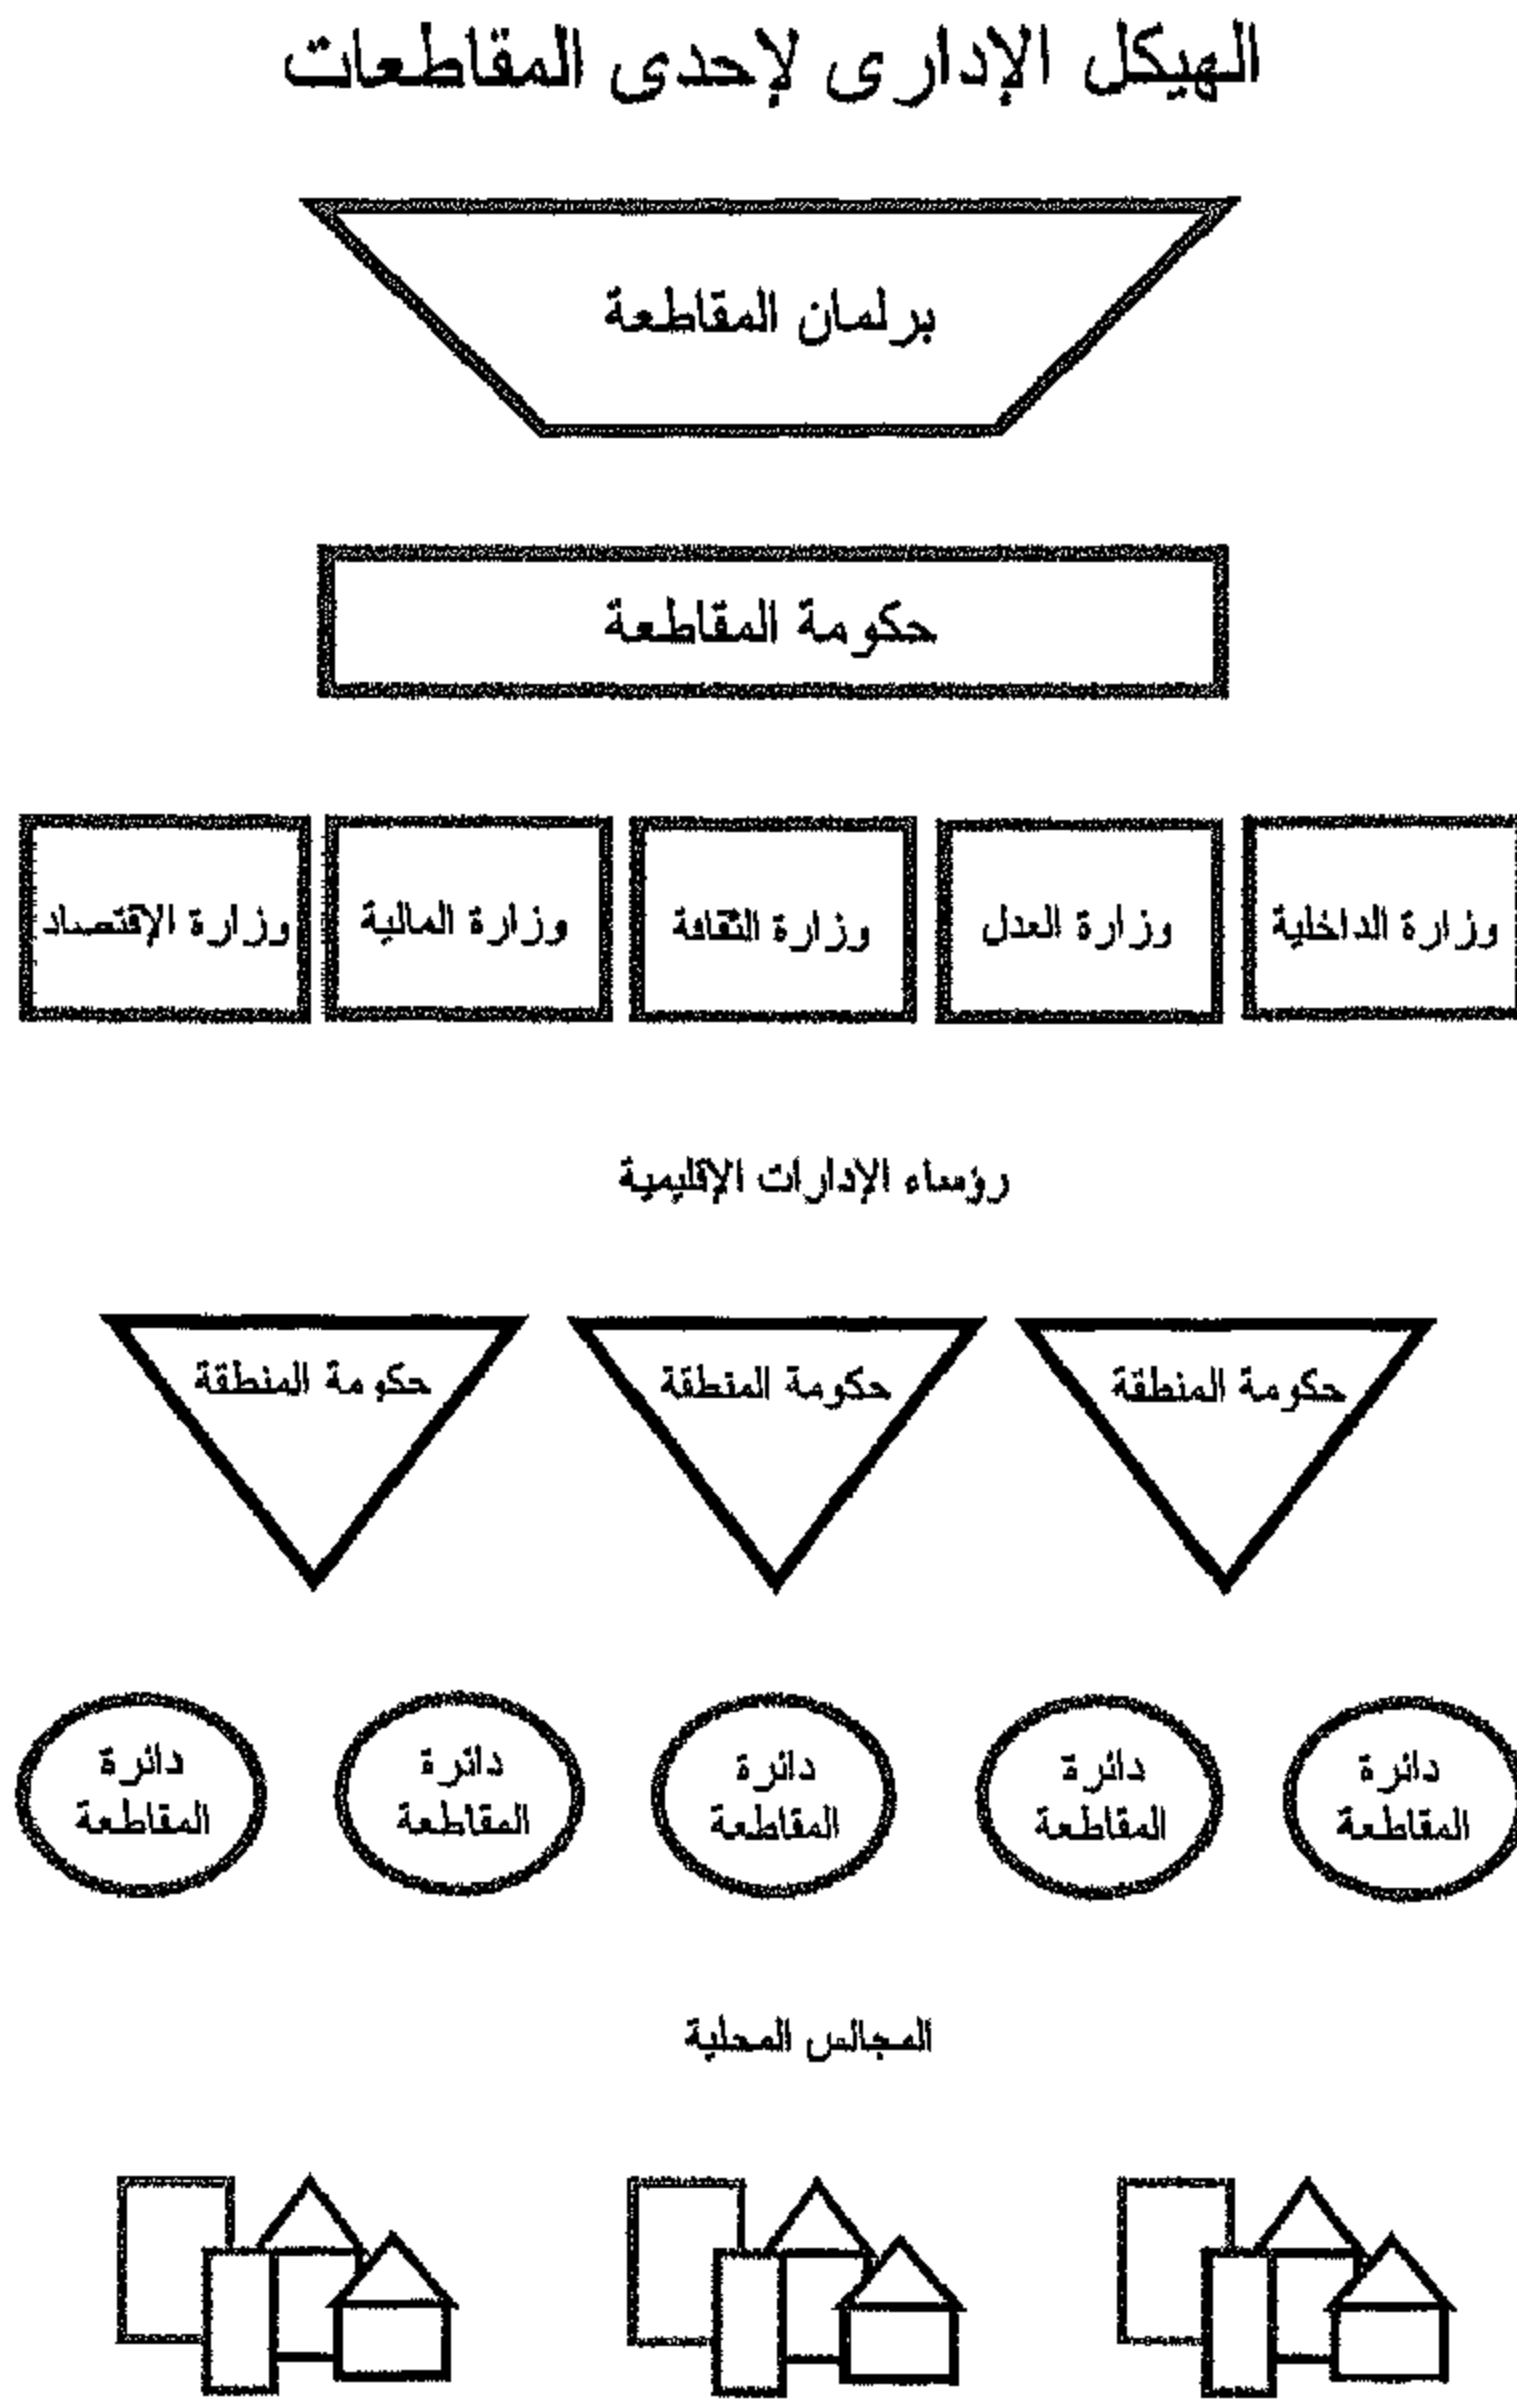 الهيكل الإدارى لإحدى المقاطعات
برلمان المقاطعة
حكومة المقاطعة
وزارة الداخلية
وزارة العدل
وزارة الثقافة
وزارة المالية
وزارة الإقتصاد
رؤساء الإدارات الإقليمية
حكومة المنطقة
حكومة المنطقة
حكومة المنطقة
دائرة
المقاطعة
دائرة
المقاطعة
دائرة
المقاطعة
دائرة
المقاطعة
دائرة
المقاطعة
المجالس المحلية